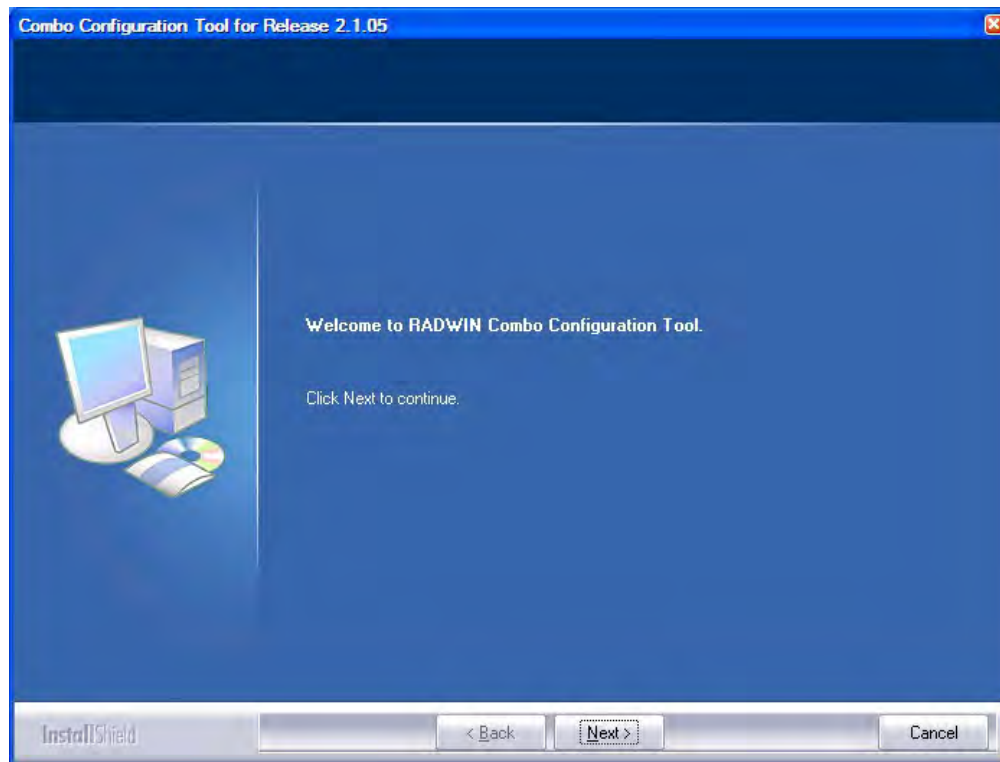 Combo Configuration Tool for Release 2.1.05
Welcome to RADWIN Combo Configuration Tool.
Click Next to continue.
InstallShield
< Back
Next >
Cancel